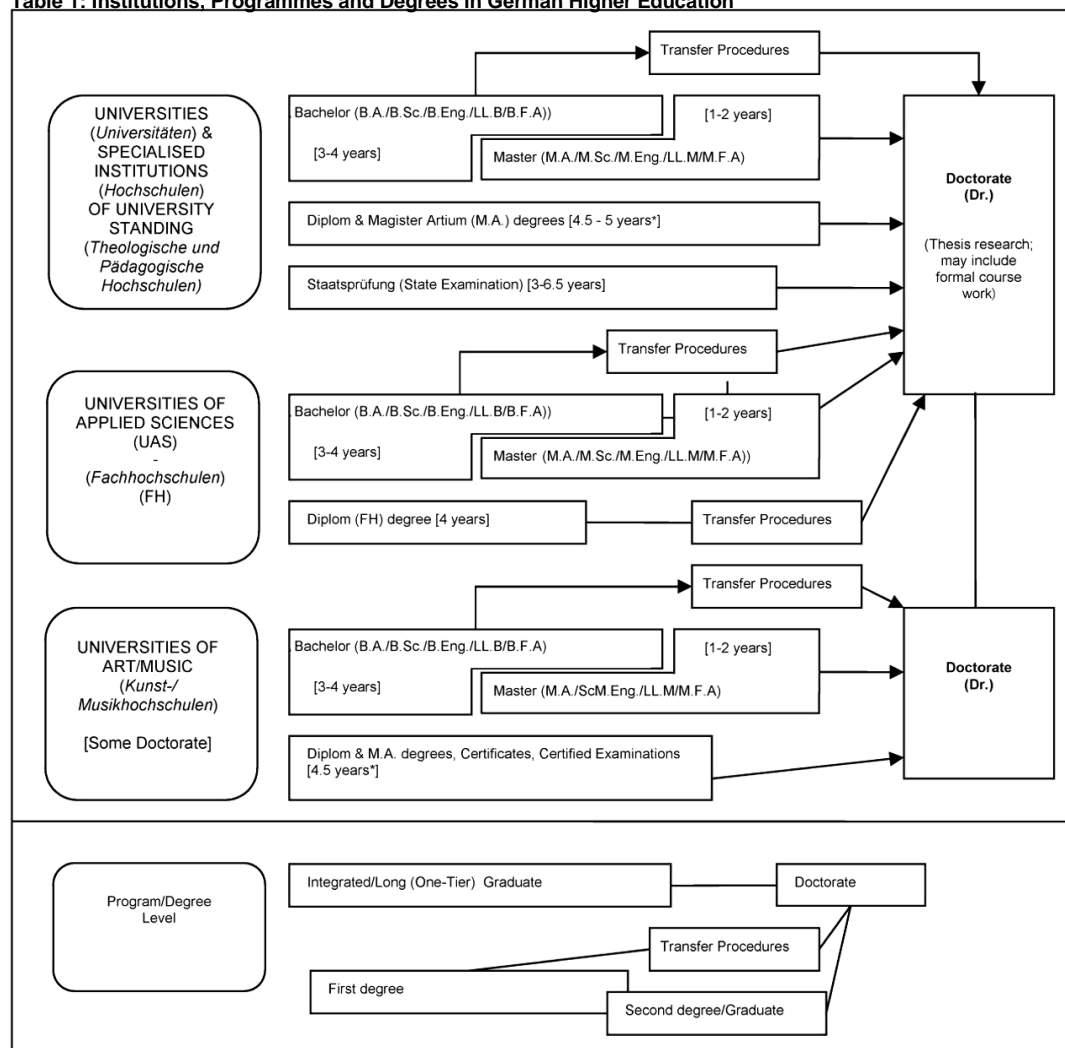 Table 1: Institutions, Programmes and Degrees in German Higher Education
Transfer Procedures
UNIVERSITIES
(Universitäten) &
SPECIALISED
INSTITUTIONS
(Hochschulen)
OF UNIVERSITY
STANDING
(Theologische und
Pädagogische
Hochschulen)
Bachelor (B.A./B.Sc./B.Eng./LL.B/B.F.A))
[3-4 years]
[1-2 years]
Master (M.A./M.Sc./M.Eng./LL.M/M.F.A)
Diplom & Magister Artium (M.A.) degrees [4.5 - 5 years*]
Staatsprüfung (State Examination) [3-6.5 years]
Doctorate
(Dr.)
(Thesis research;
may include
formal course
work)
Transfer Procedures
UNIVERSITIES OF
APPLIED SCIENCES
(UAS)
-
(Fachhochschulen)
(FH)
Bachelor (B.A./B.Sc./B.Eng./LL.B/B.F.A))
[3-4 years]
[1-2 years]
Master (M.A./M.Sc./M.Eng./LL.M/M.F.A))
Diplom (FH) degree [4 years]
Transfer Procedures
Transfer Procedures
UNIVERSITIES OF
ART/MUSIC
(Kunst-/
Musikhochschulen)
[Some Doctorate]
Bachelor (B.A./B.Sc./B.Eng./LL.B/B.F.A)
[3-4 years]
[1-2 years]
Master (M.A./ScM.Eng./LL.M/M.F.A)
Diplom & M.A. degrees, Certificates, Certified Examinations
[4.5 years*]
Doctorate
(Dr.)
Program/Degree
Level
Integrated/Long (One-Tier) Graduate
Doctorate
Transfer Procedures
First degree
Second degree/Graduate